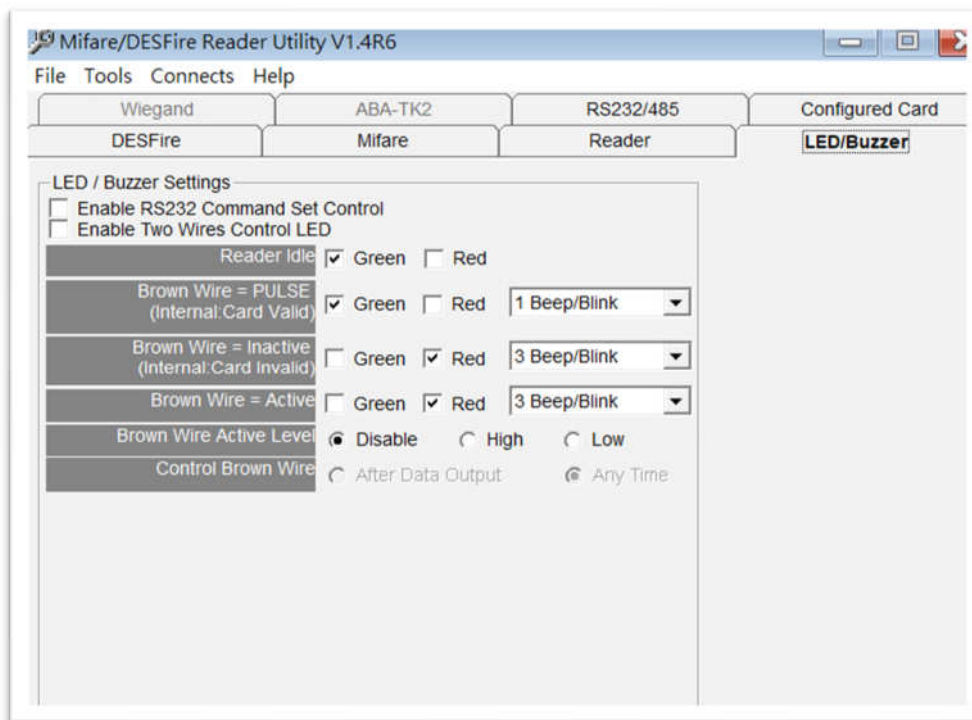 Mifare/DESFire Reader Utility V1.4R6
File Tools Connects Help
Wiegand ABA-TK2 RS232/485 Configured Card
DESFire Mifare Reader LED/Buzzer
LED / Buzzer Settings
Enable RS232 Command Set Control
Enable Two Wires Control LED
Reader Idle Green Red
Brown Wire = PULSE
(Internal:Card Valid) Green Red 1 Beep/Blink
Brown Wire = Inactive
(Internal:Card Invalid) Green Red 3 Beep/Blink
Brown Wire = Active Green Red 3 Beep/Blink
Brown Wire Active Level Disable High Low
Control Brown Wire After Data Output Any Time